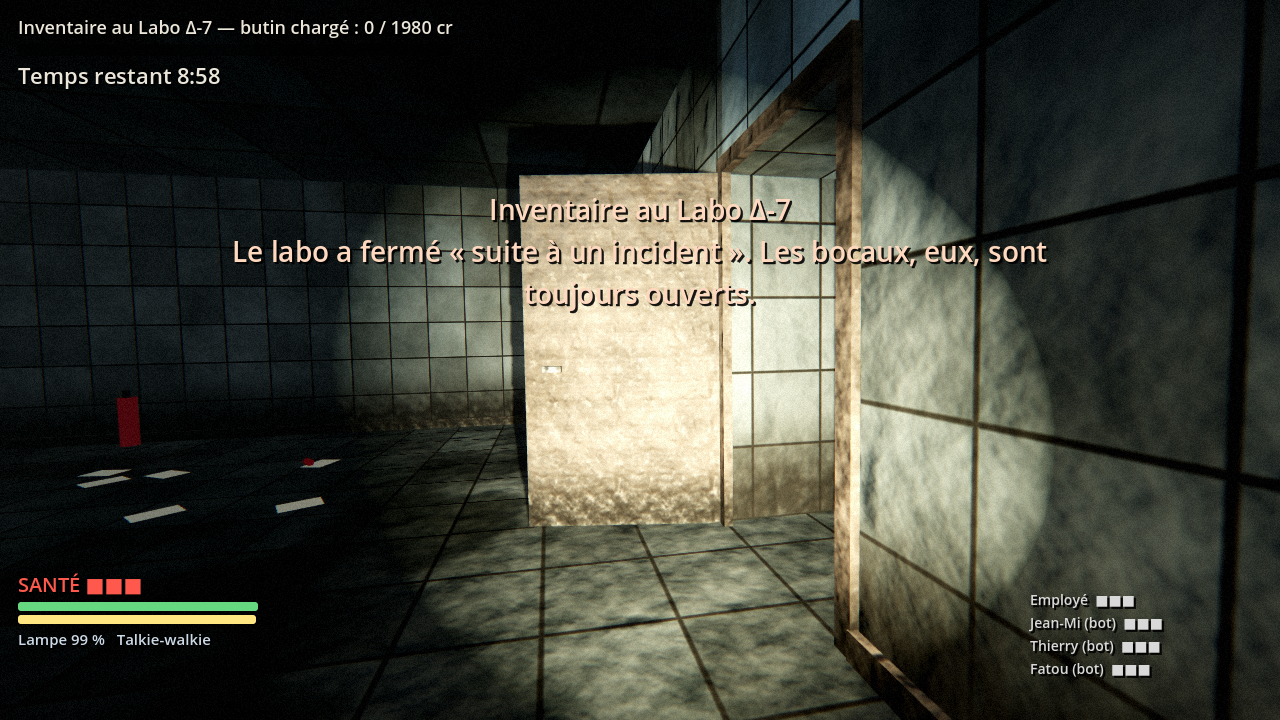 Inventaire au Labo Δ-7 — butin chargé : 0 / 1980 cr
Temps restant 8:58
Inventaire au Labo Δ-7
Le labo a fermé « suite à un incident ». Les bocaux, eux, sont
toujours ouverts.
SANTÉ ■■■
Lampe 99 % Talkie-walkie
Employé ■■■
Jean-Mi (bot) ■■■
Thierry (bot) ■■■
Fatou (bot) ■■■